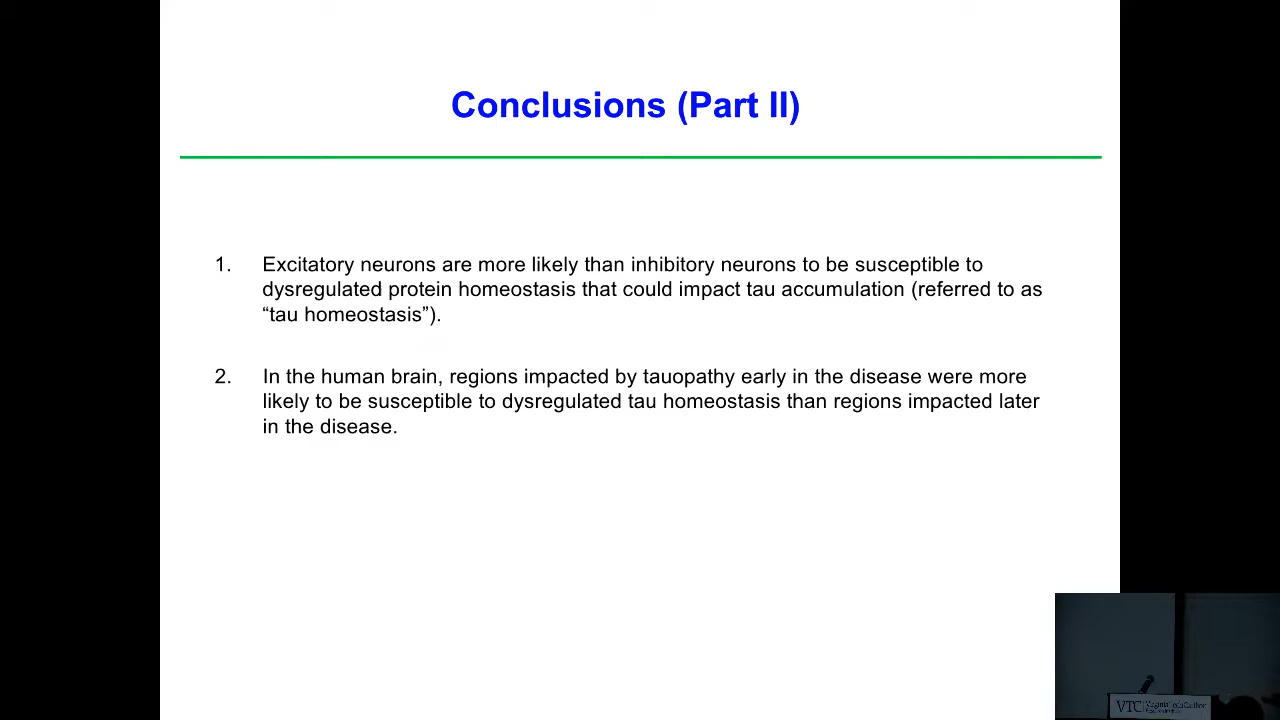 Conclusions (Part II)
1. Excitatory neurons are more likely than inhibitory neurons to be susceptible to
dysregulated protein homeostasis that could impact tau accumulation (referred to as
“tau homeostasis”).
2. In the human brain, regions impacted by tauopathy early in the disease were more
likely to be susceptible to dysregulated tau homeostasis than regions impacted later
in the disease.
VTC